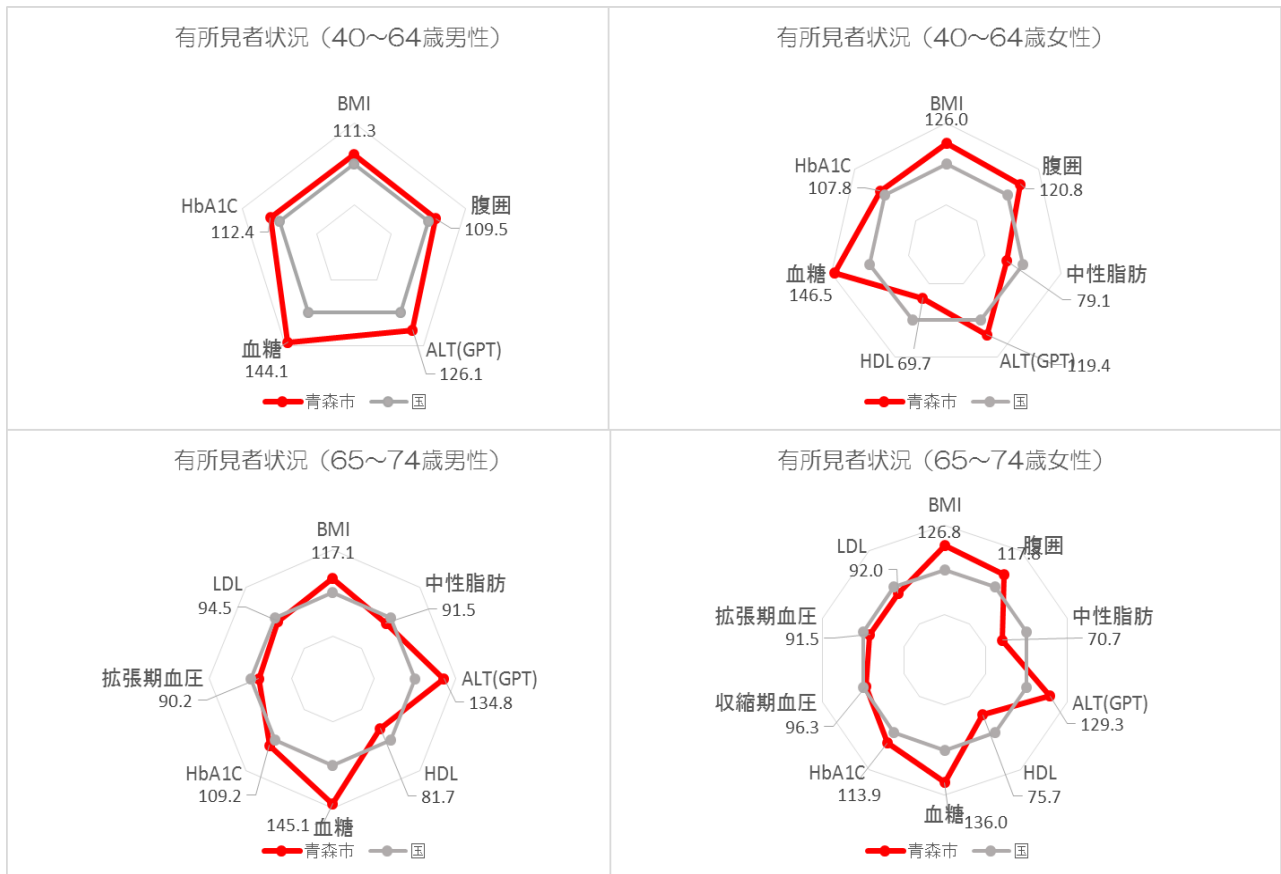 有所見者状況（40～64歳男性）
BMI
111.3
腹囲
109.5
ALT(GPT)
126.1
血糖
144.1
HbA1C
112.4
青森市
国
有所見者状況（40～64歳女性）
BMI
126.0
腹囲
120.8
中性脂肪
79.1
ALT(GPT)
119.4
HDL
69.7
血糖
146.5
HbA1C
107.8
青森市
国
有所見者状況（65～74歳男性）
BMI
117.1
中性脂肪
91.5
ALT(GPT)
134.8
HDL
81.7
血糖
145.1
HbA1C
109.2
拡張期血圧
90.2
LDL
94.5
青森市
国
有所見者状況（65～74歳女性）
BMI
126.8
腹囲
117.8
中性脂肪
70.7
ALT(GPT)
129.3
HDL
75.7
血糖
136.0
HbA1C
113.9
収縮期血圧
96.3
拡張期血圧
91.5
LDL
92.0
青森市
国